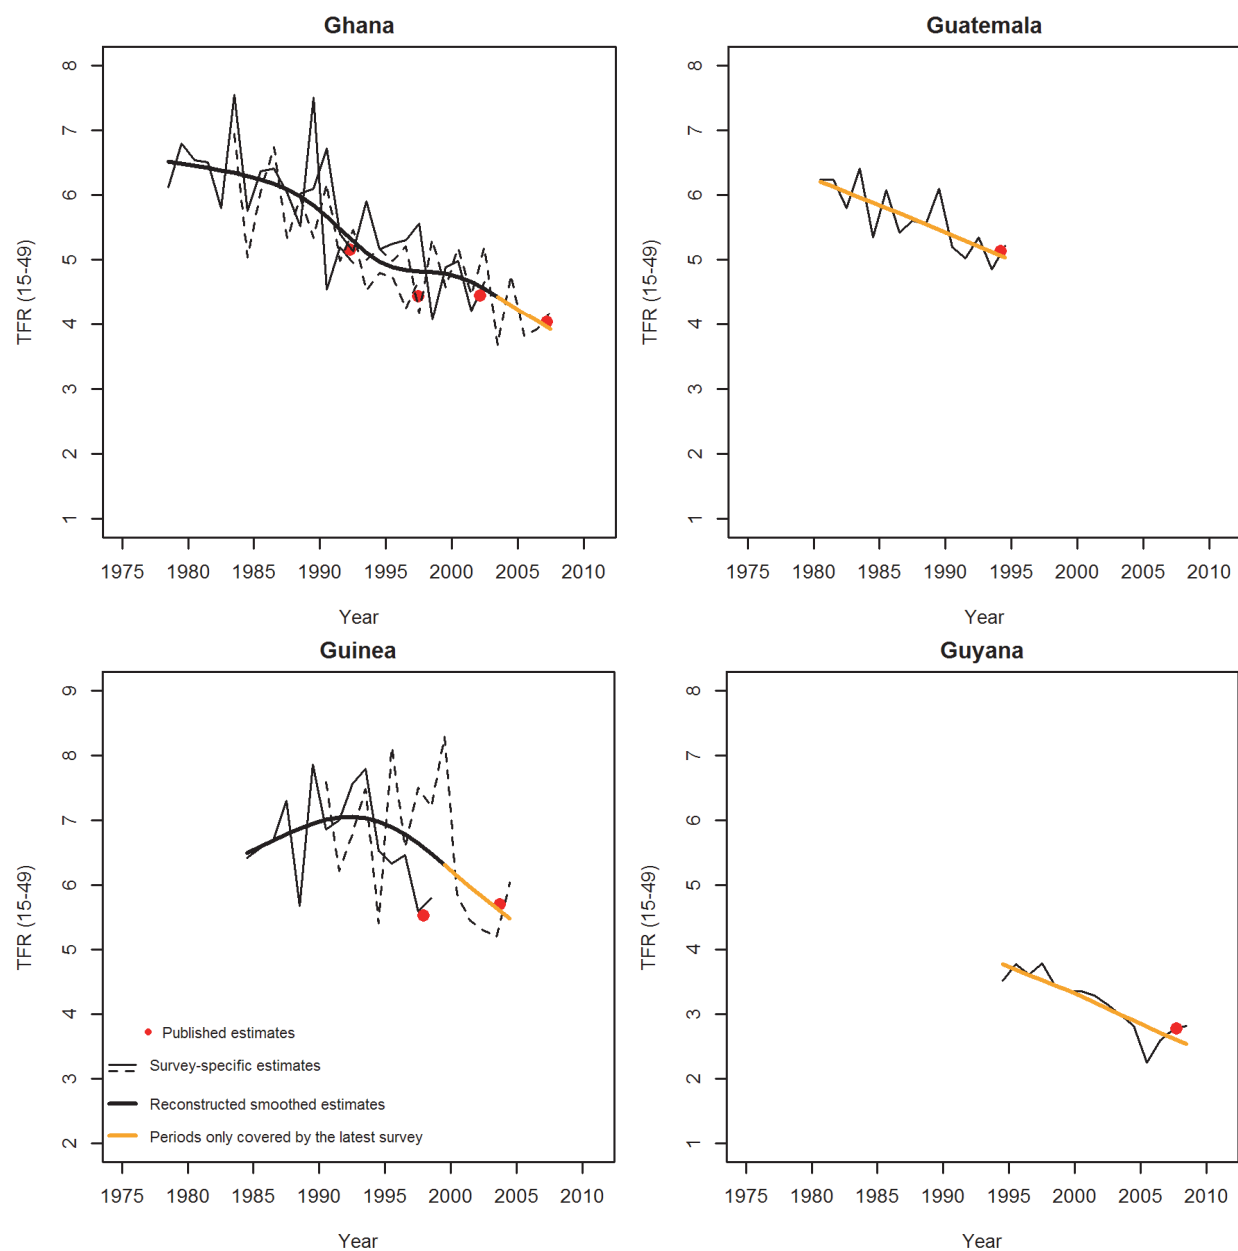 Ghana
TFR (15-49)
8
7
6
5
4
3
2
1
1975 1980 1985 1990 1995 2000 2005 2010
Year
Guatemala
TFR (15-49)
8
7
6
5
4
3
2
1
1975 1980 1985 1990 1995 2000 2005 2010
Year
Guinea
TFR (15-49)
9
8
7
6
5
4
3
2
Published estimates
Survey-specific estimates
Reconstructed smoothed estimates
Periods only covered by the latest survey
1975 1980 1985 1990 1995 2000 2005 2010
Year
Guyana
TFR (15-49)
8
7
6
5
4
3
2
1
1975 1980 1985 1990 1995 2000 2005 2010
Year